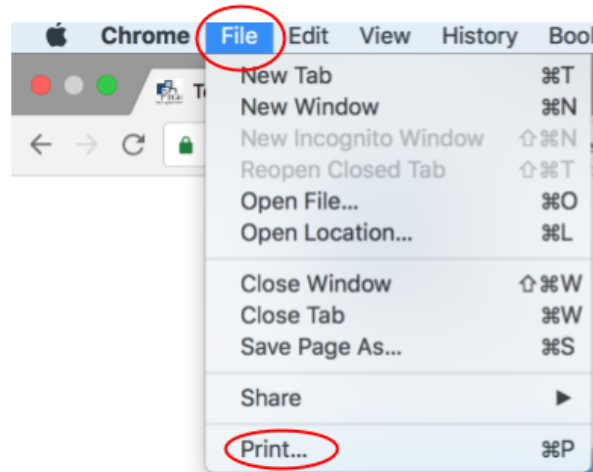 Chrome File Edit View History Boo
T
New Tab ⌘T
New Window ⌘N
New Incognito Window ⇧⌘N
Reopen Closed Tab ⇧⌘T
Open File... ⌘O
Open Location... ⌘L
Close Window ⇧⌘W
Close Tab ⌘W
Save Page As... ⌘S
Share ▶
Print... ⌘P